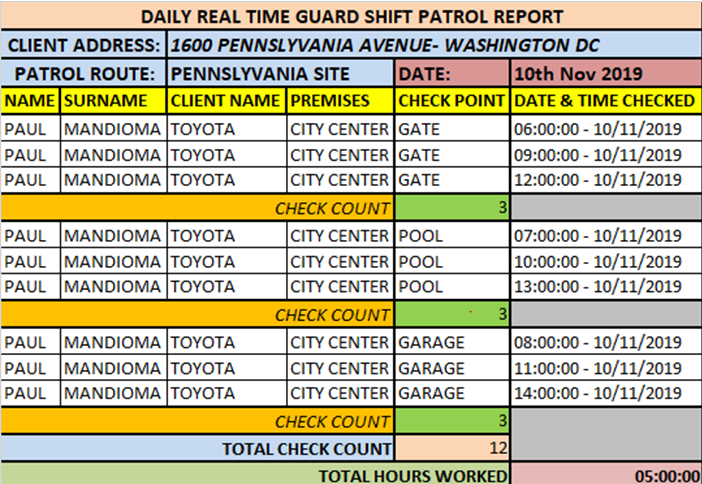 DAILY REAL TIME GUARD SHIFT PATROL REPORT
CLIENT ADDRESS: 1600 PENNSLYVANIA AVENUE- WASHINGTON DC
PATROL ROUTE: PENNSLYVANIA SITE DATE: 10th Nov 2019
NAME SURNAME CLIENT NAME PREMISES CHECK POINT DATE & TIME CHECKED
PAUL MANDIOMA TOYOTA CITY CENTER GATE 06:00:00 - 10/11/2019
PAUL MANDIOMA TOYOTA CITY CENTER GATE 09:00:00 - 10/11/2019
PAUL MANDIOMA TOYOTA CITY CENTER GATE 12:00:00 - 10/11/2019
CHECK COUNT 3
PAUL MANDIOMA TOYOTA CITY CENTER POOL 07:00:00 - 10/11/2019
PAUL MANDIOMA TOYOTA CITY CENTER POOL 10:00:00 - 10/11/2019
PAUL MANDIOMA TOYOTA CITY CENTER POOL 13:00:00 - 10/11/2019
CHECK COUNT 3
PAUL MANDIOMA TOYOTA CITY CENTER GARAGE 08:00:00 - 10/11/2019
PAUL MANDIOMA TOYOTA CITY CENTER GARAGE 11:00:00 - 10/11/2019
PAUL MANDIOMA TOYOTA CITY CENTER GARAGE 14:00:00 - 10/11/2019
CHECK COUNT 3
TOTAL CHECK COUNT 12
TOTAL HOURS WORKED 05:00:00